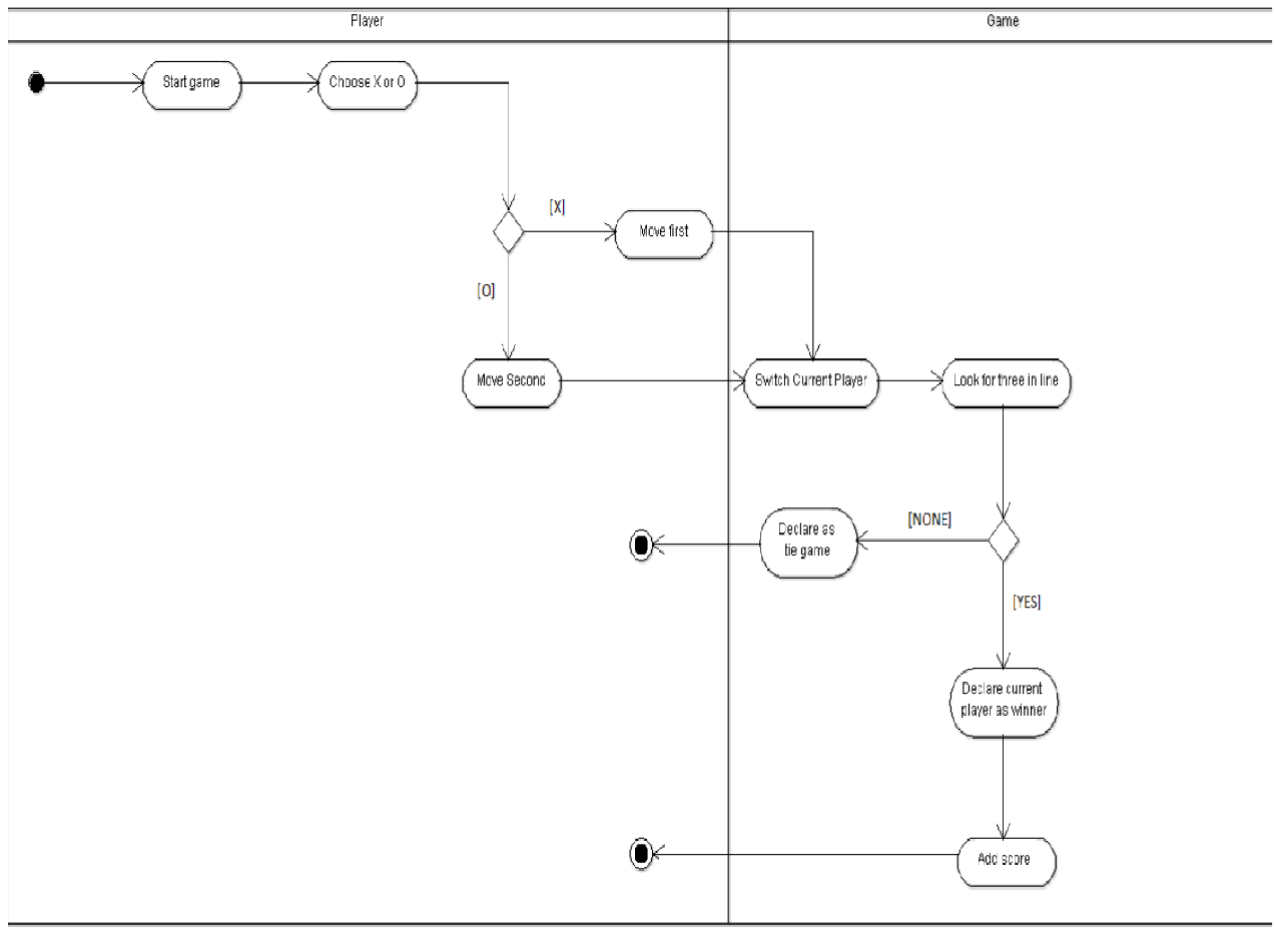 Player
Game
Start game
Choose X or O
[X]
Move first
[O]
Move Second
Switch Current Player
Look for three in line
[NONE]
Declare as
tie game
[YES]
Declare current
player as winner
Add score